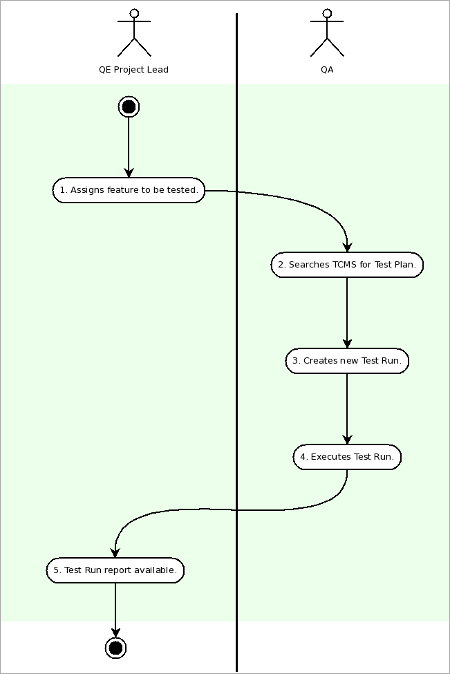 QE Project Lead
QA
1. Assigns feature to be tested.
2. Searches TCMS for Test Plan.
3. Creates new Test Run.
4. Executes Test Run.
5. Test Run report available.